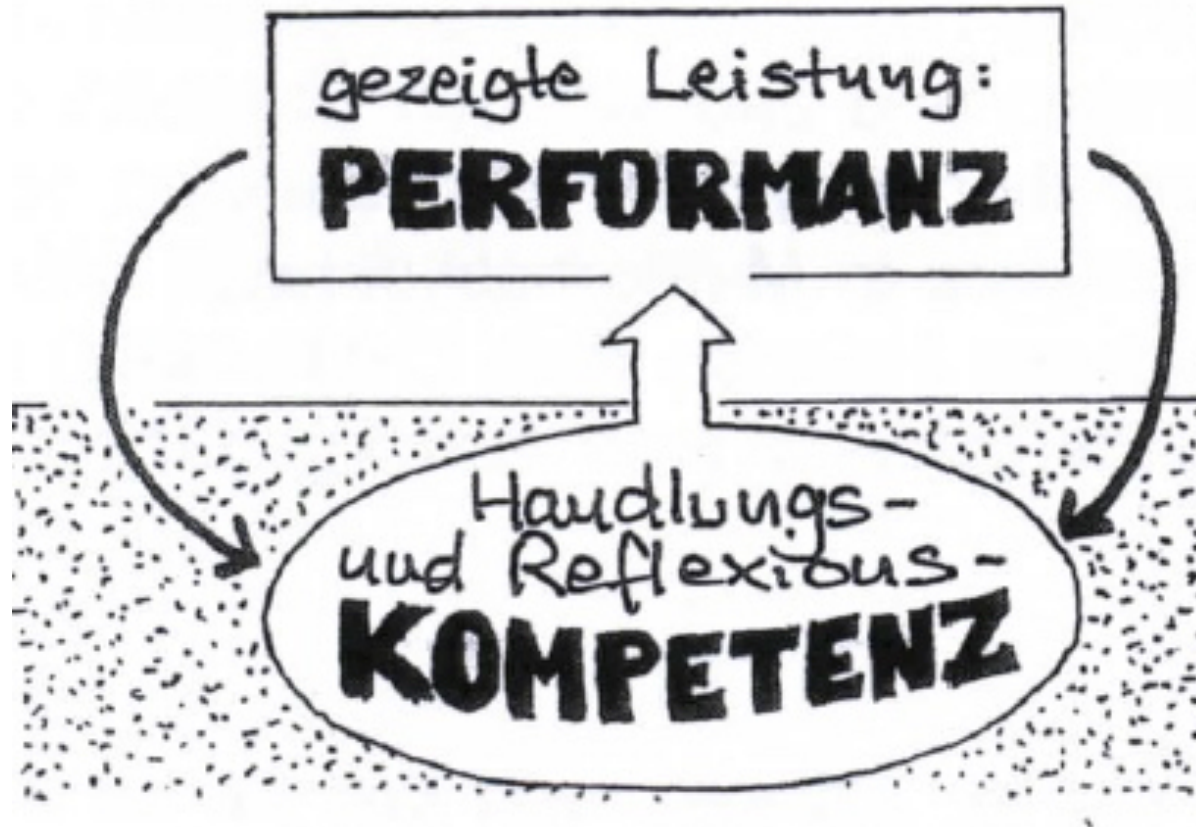 gezeigte Leistung:
PERFORMANZ
Handlungs-
und Reflexions-
KOMPETENZ